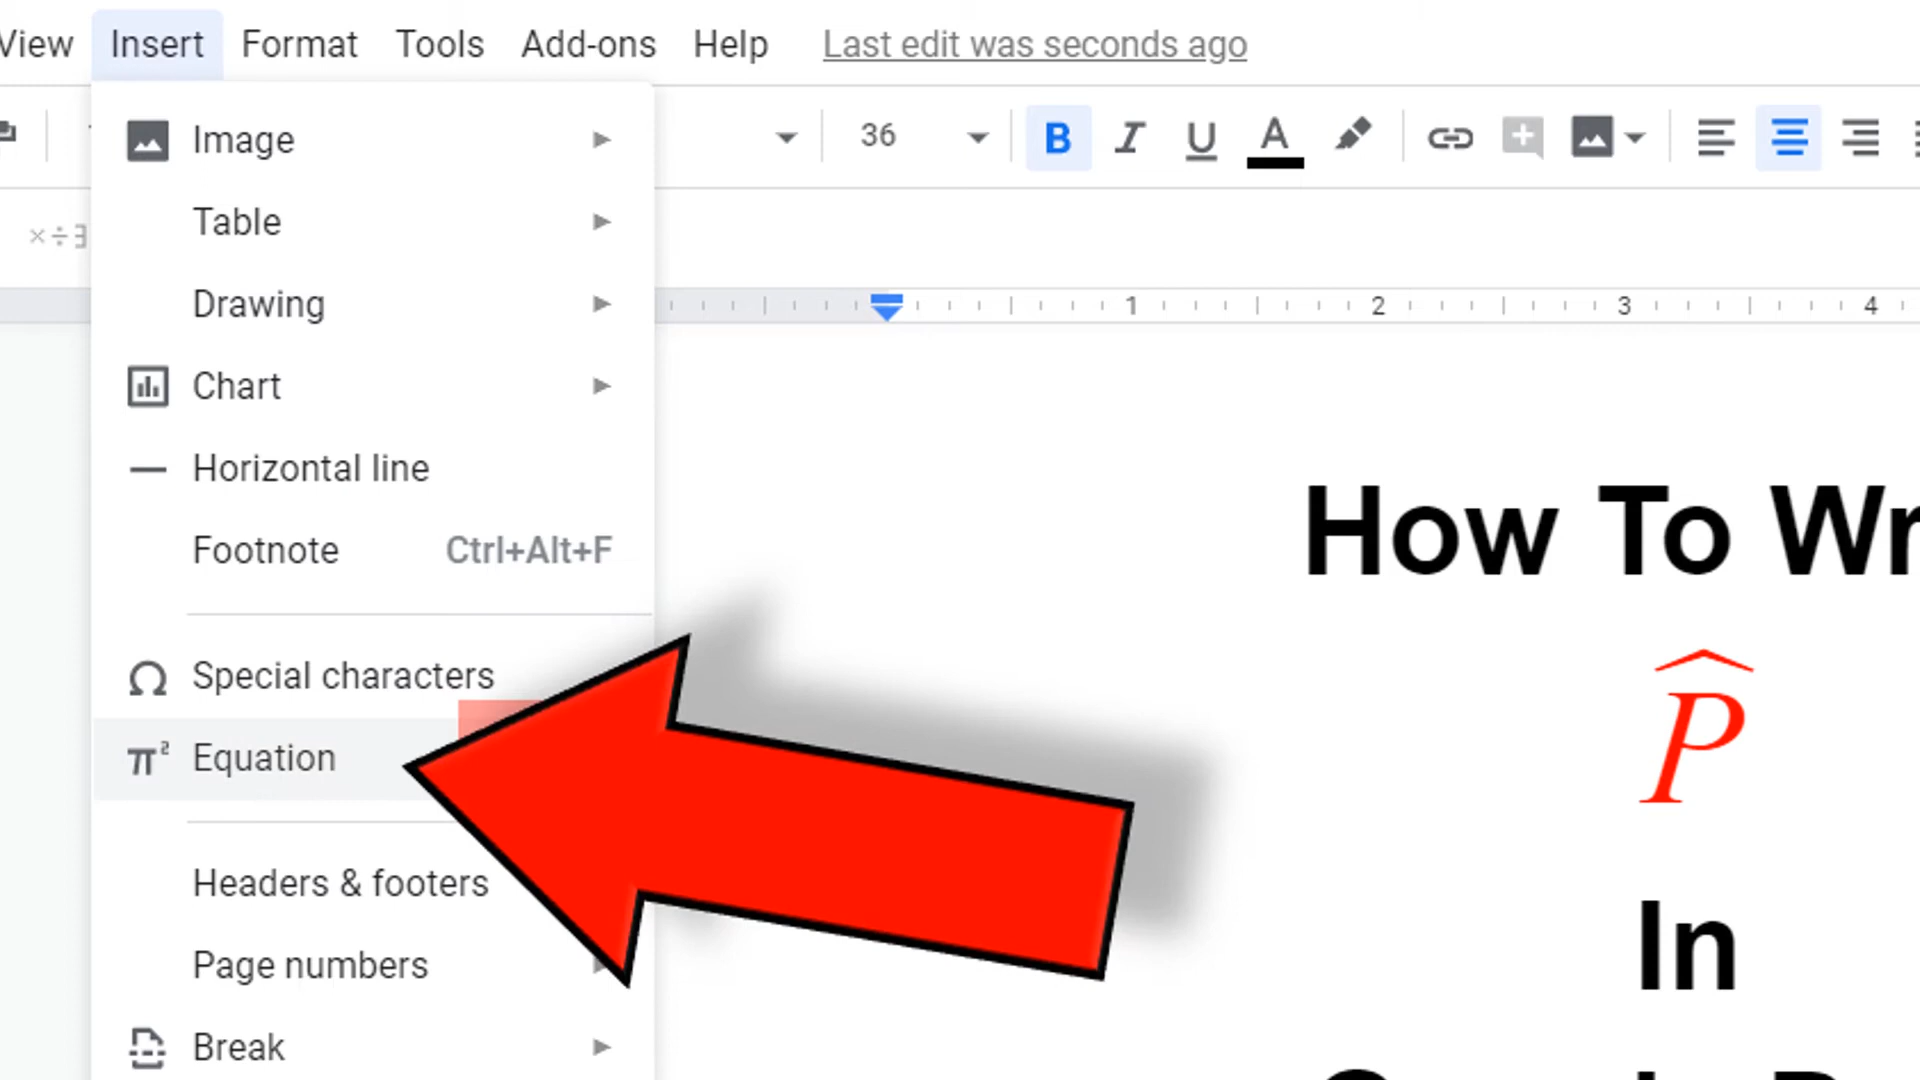 View Insert Format Tools Add-ons Help Last edit was seconds ago
36 B I U A
×÷
1 2 3 4
Image
Table
Drawing
Chart
Horizontal line
Footnote Ctrl+Alt+F
Ω Special characters
π² Equation
Headers & footers
Page numbers
Break
How To Wr
P̂
In